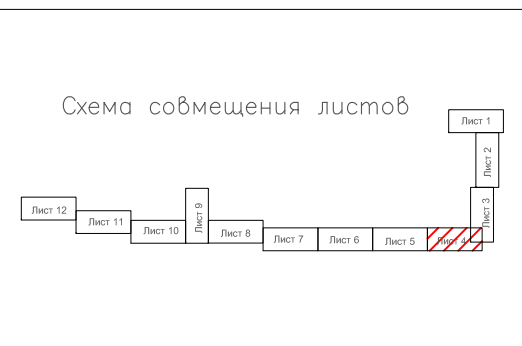 Схема совмещения листов
Лист 1
Лист 2
Лист 3
Лист 4
Лист 5
Лист 6
Лист 7
Лист 8
Лист 9
Лист 10
Лист 11
Лист 12